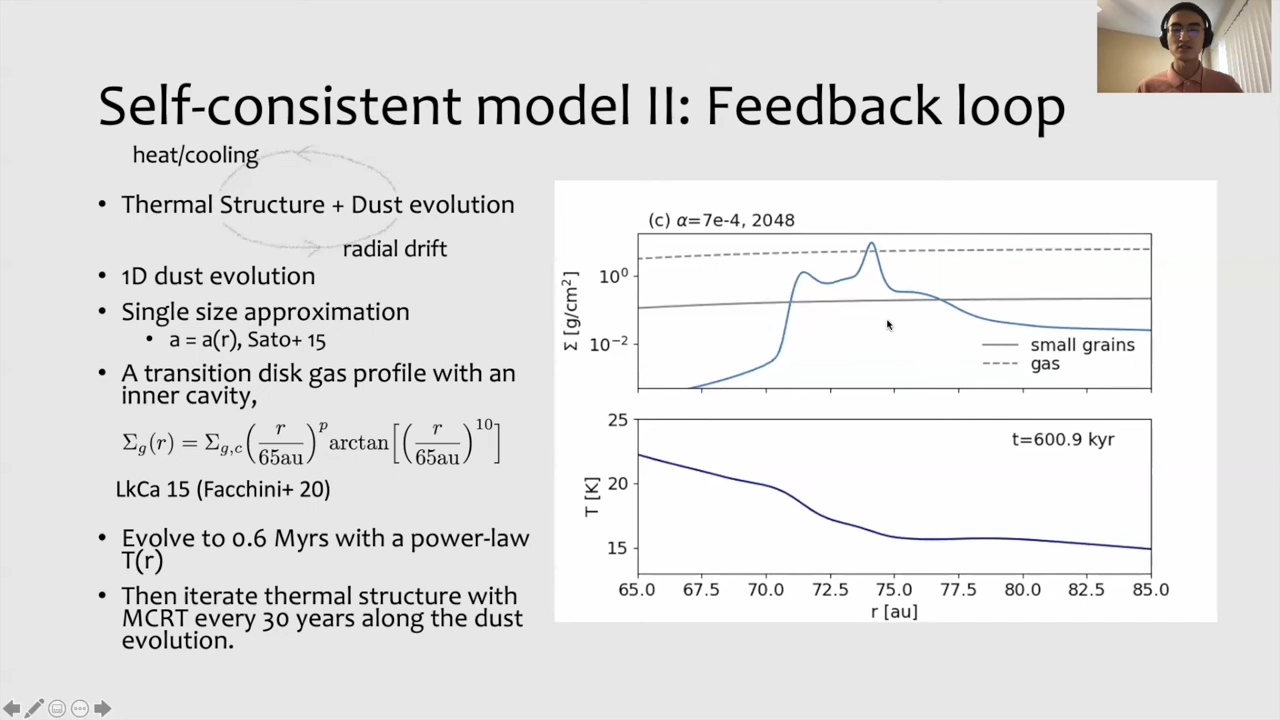 Self-consistent model II: Feedback loop
heat/cooling
• Thermal Structure + Dust evolution
radial drift
• 1D dust evolution
• Single size approximation
• a = a(r), Sato+ 15
• A transition disk gas profile with an
inner cavity,
Σg(r) = Σg,c(r/65au)^p arctan[(r/65au)^10]
LkCa 15 (Facchini+ 20)
• Evolve to 0.6 Myrs with a power-law
T(r)
• Then iterate thermal structure with
MCRT every 30 years along the dust
evolution.
(c) α=7e-4, 2048
Σ [g/cm²]
10⁰
10⁻²
small grains
gas
25
20
15
T [K]
t=600.9 kyr
65.0 67.5 70.0 72.5 75.0 77.5 80.0 82.5 85.0
r [au]